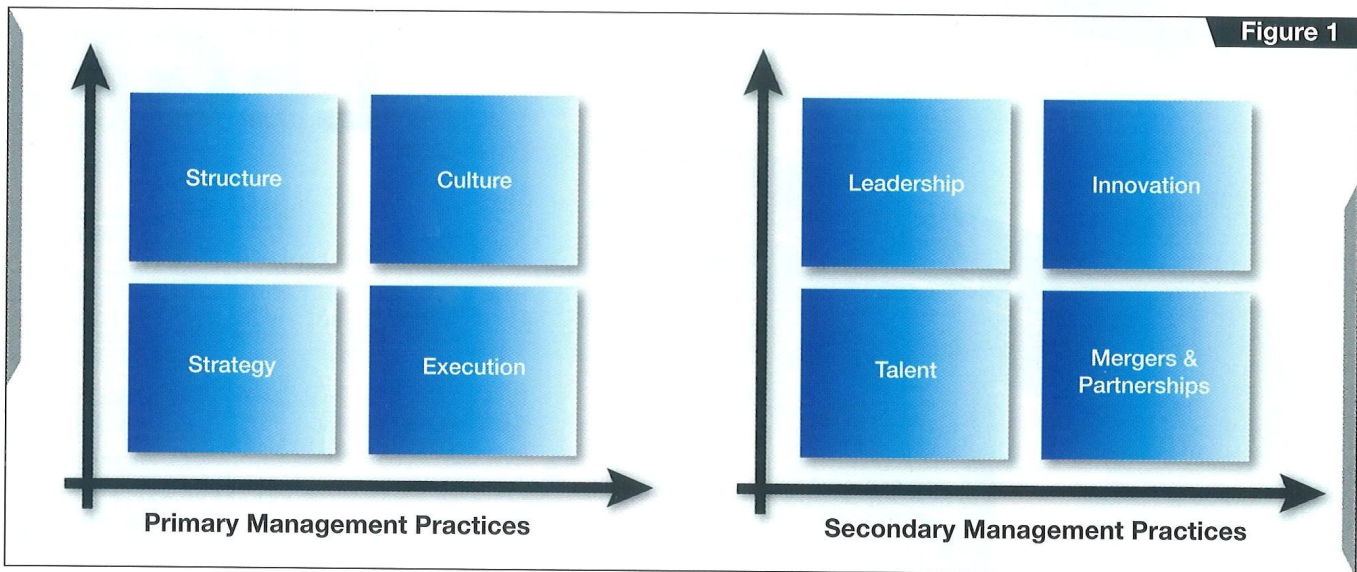 Figure 1
Structure
Culture
Strategy
Execution
Primary Management Practices
Leadership
Innovation
Talent
Mergers &
Partnerships
Secondary Management Practices